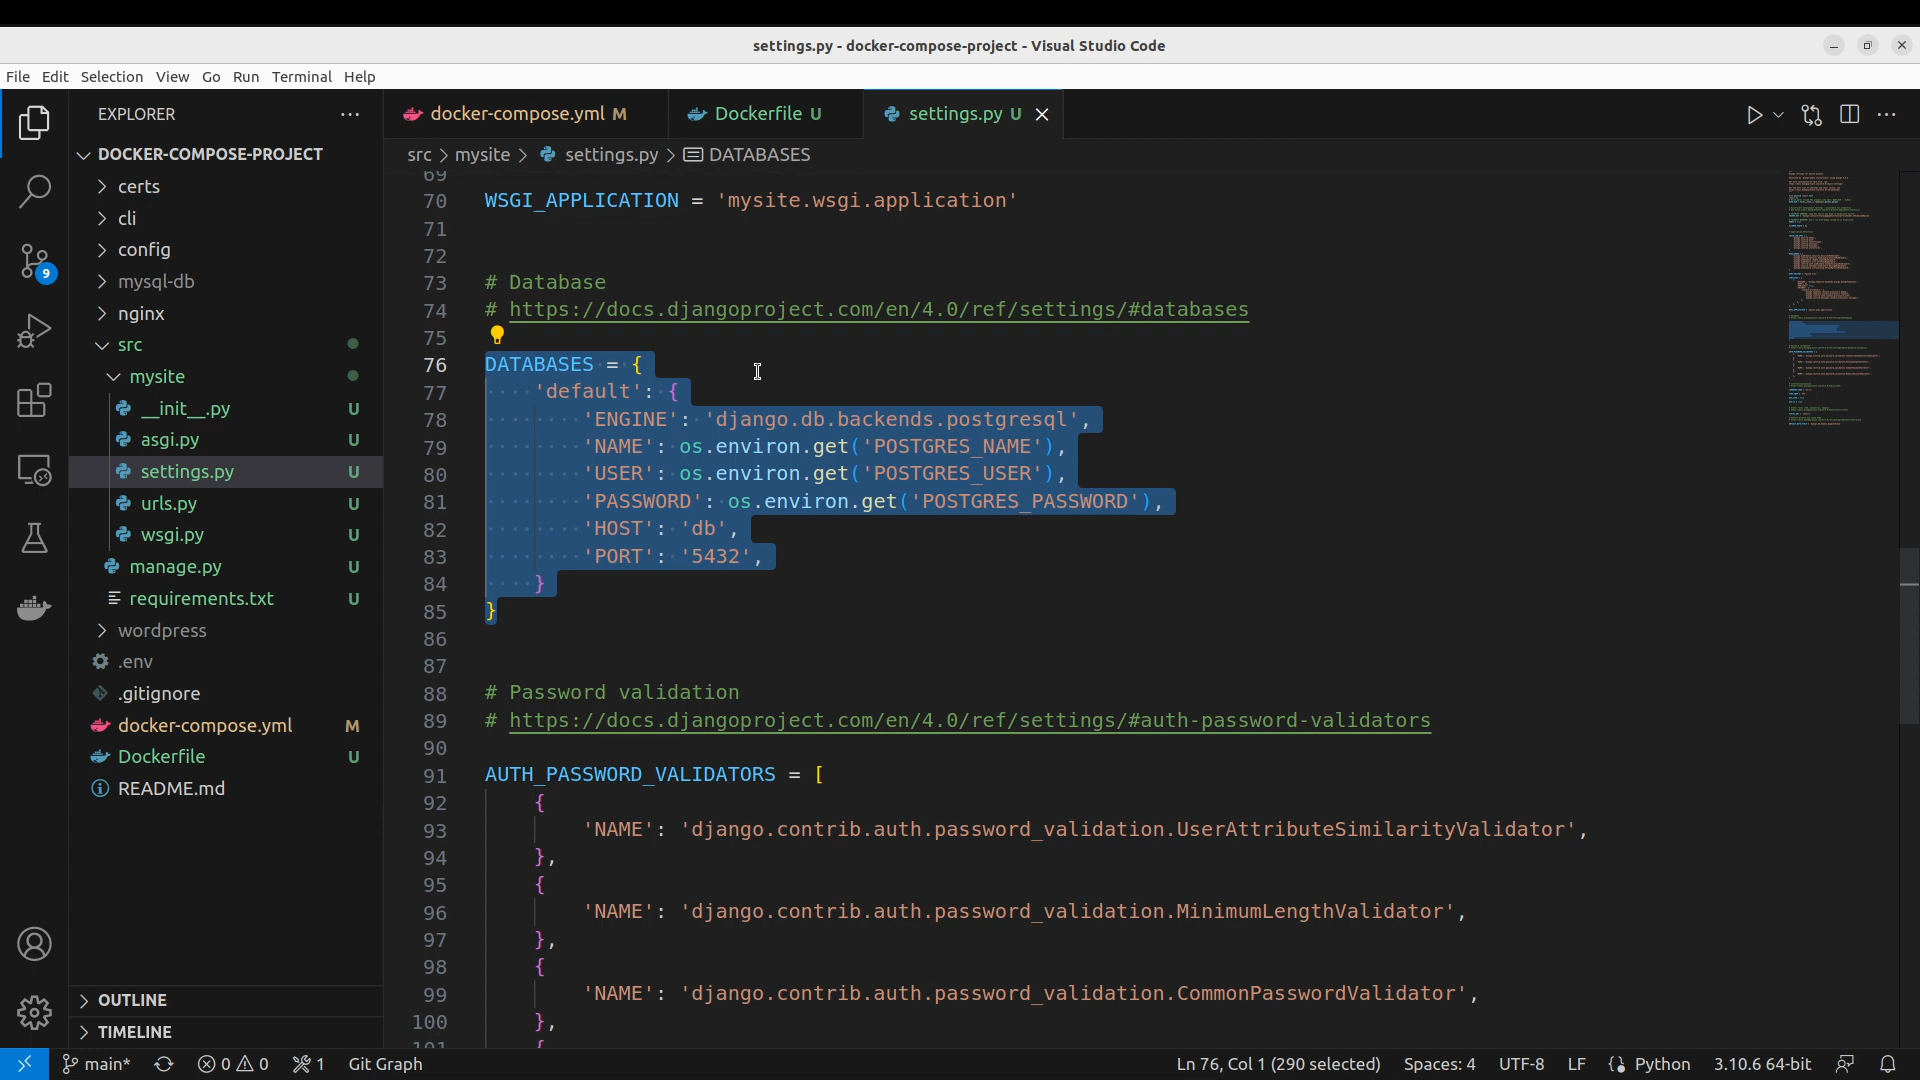 settings.py - docker-compose-project - Visual Studio Code
File Edit Selection View Go Run Terminal Help
EXPLORER
DOCKER-COMPOSE-PROJECT
certs
cli
config
mysql-db
nginx
src
mysite
__init__.py U
asgi.py U
settings.py U
urls.py U
wsgi.py U
manage.py U
requirements.txt U
wordpress
.env
.gitignore
docker-compose.yml M
Dockerfile U
README.md
OUTLINE
TIMELINE
9
docker-compose.yml M Dockerfile U settings.py U
src > mysite > settings.py > DATABASES
69
70 WSGI_APPLICATION = 'mysite.wsgi.application'
71
72
73 # Database
74 # https://docs.djangoproject.com/en/4.0/ref/settings/#databases
75
76 DATABASES = {
77 ····'default': {
78 ········'ENGINE': 'django.db.backends.postgresql',
79 ········'NAME': os.environ.get('POSTGRES_NAME'),
80 ········'USER': os.environ.get('POSTGRES_USER'),
81 ········'PASSWORD': os.environ.get('POSTGRES_PASSWORD'),
82 ········'HOST': 'db',
83 ········'PORT': '5432',
84 ····}
85 }
86
87
88 # Password validation
89 # https://docs.djangoproject.com/en/4.0/ref/settings/#auth-password-validators
90
91 AUTH_PASSWORD_VALIDATORS = [
92 {
93 'NAME': 'django.contrib.auth.password_validation.UserAttributeSimilarityValidator',
94 },
95 {
96 'NAME': 'django.contrib.auth.password_validation.MinimumLengthValidator',
97 },
98 {
99 'NAME': 'django.contrib.auth.password_validation.CommonPasswordValidator',
100 },
101 {
main* 0 0 1 Git Graph Ln 76, Col 1 (290 selected) Spaces: 4 UTF-8 LF Python 3.10.6 64-bit